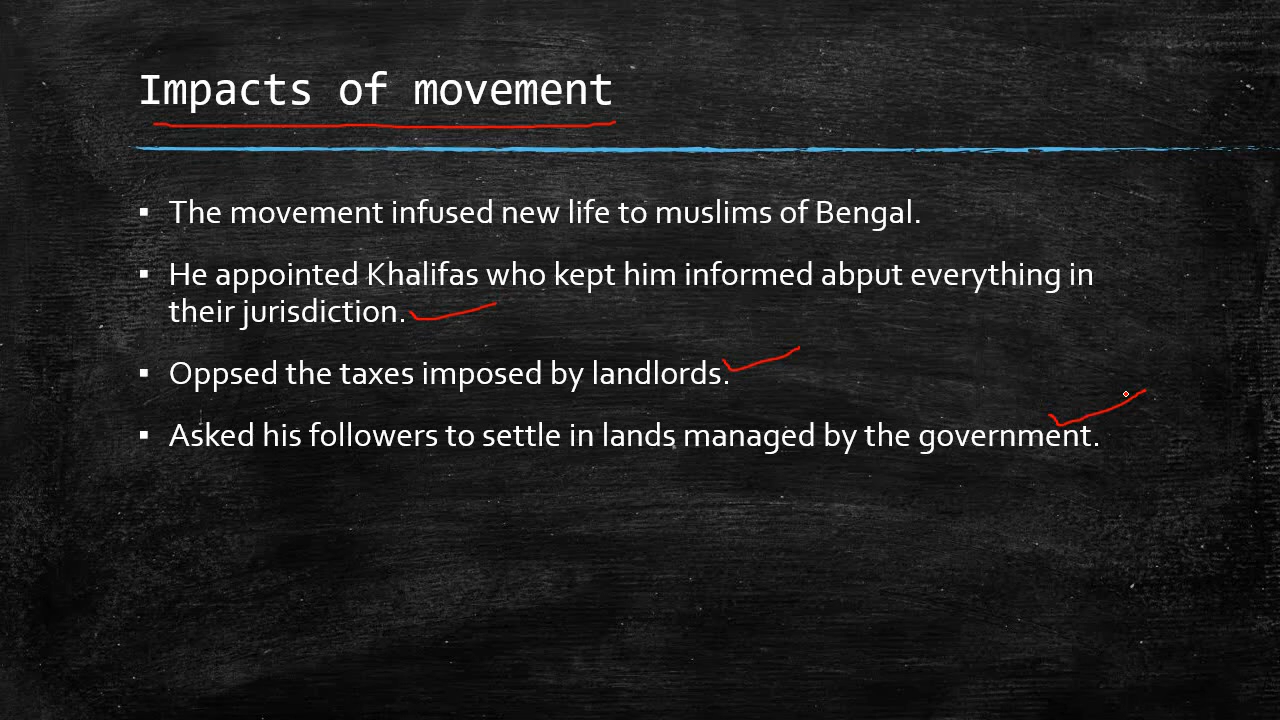 Impacts of movement
▪ The movement infused new life to muslims of Bengal.
▪ He appointed Khalifas who kept him informed abput everything in
their jurisdiction.
▪ Oppsed the taxes imposed by landlords.
▪ Asked his followers to settle in lands managed by the government.